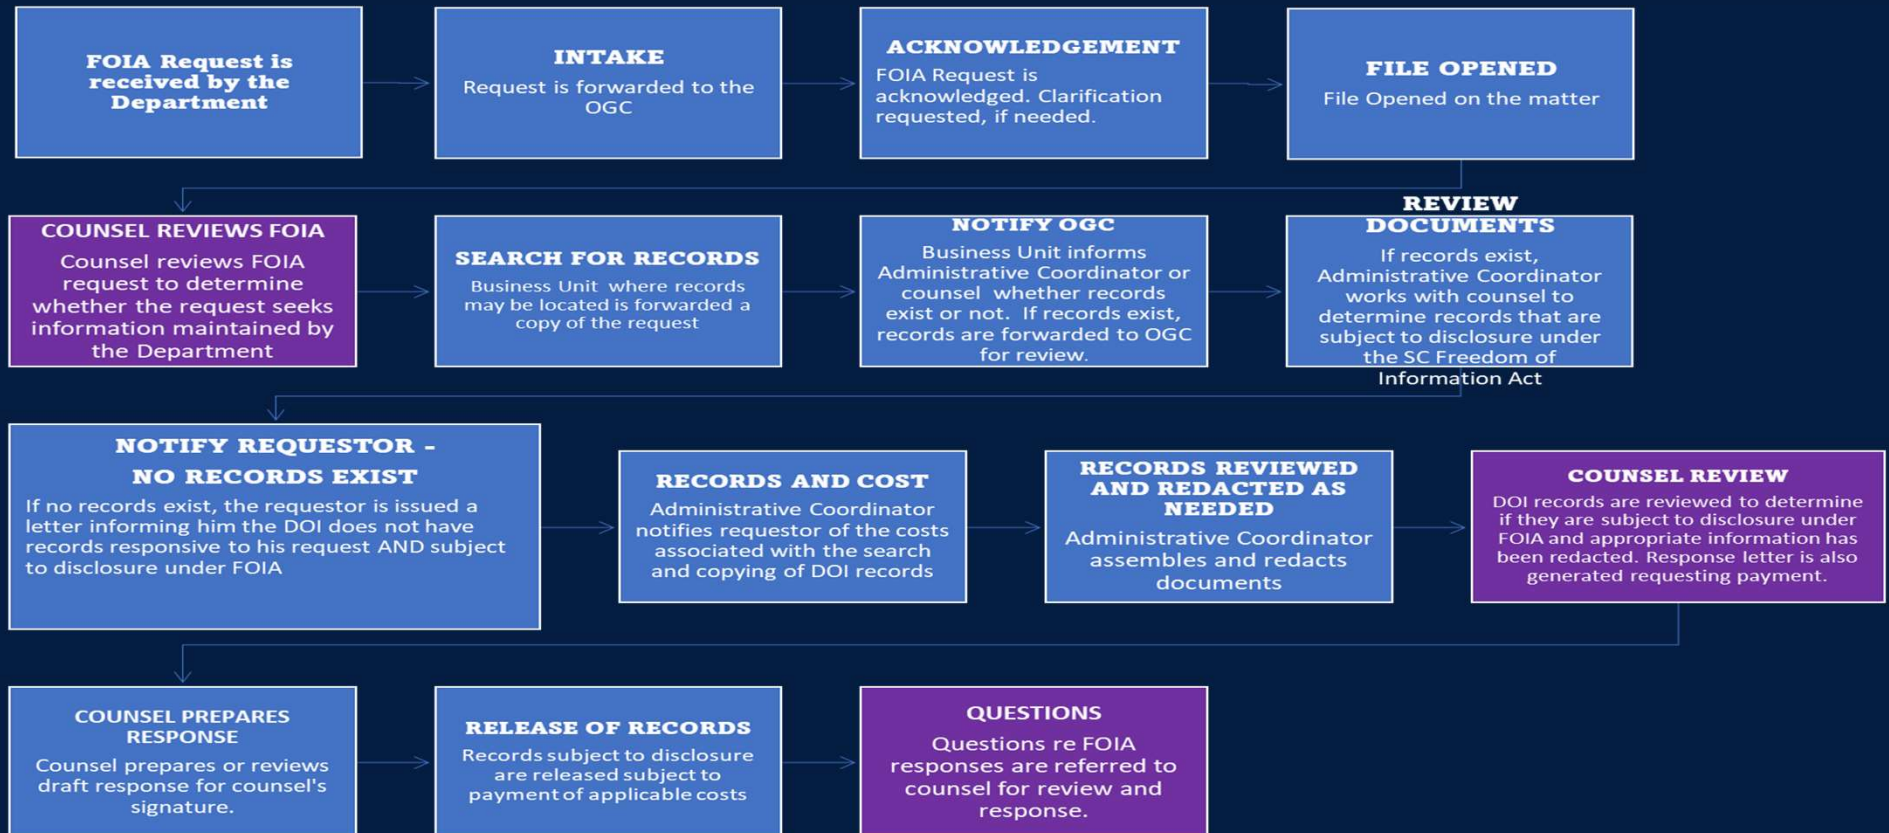 FOIA Request is
received by the
Department
INTAKE
Request is forwarded to the
OGC
ACKNOWLEDGEMENT
FOIA Request is
acknowledged. Clarification
requested, if needed.
FILE OPENED
File Opened on the matter
COUNSEL REVIEWS FOIA
Counsel reviews FOIA
request to determine
whether the request seeks
information maintained by
the Department
SEARCH FOR RECORDS
Business Unit where records
may be located is forwarded a
copy of the request
NOTIFY OGC
Business Unit informs
Administrative Coordinator or
counsel whether records
exist or not. If records exist,
records are forwarded to OGC
for review.
REVIEW
DOCUMENTS
If records exist,
Administrative Coordinator
works with counsel to
determine records that are
subject to disclosure under
the SC Freedom of
Information Act
NOTIFY REQUESTOR -
NO RECORDS EXIST
If no records exist, the requestor is issued a
letter informing him the DOI does not have
records responsive to his request AND subject
to disclosure under FOIA
RECORDS AND COST
Administrative Coordinator
notifies requestor of the costs
associated with the search
and copying of DOI records
RECORDS REVIEWED
AND REDACTED AS
NEEDED
Administrative Coordinator
assembles and redacts
documents
COUNSEL REVIEW
DOI records are reviewed to determine
if they are subject to disclosure under
FOIA and appropriate information has
been redacted. Response letter is also
generated requesting payment.
COUNSEL PREPARES
RESPONSE
Counsel prepares or reviews
draft response for counsel's
signature.
RELEASE OF RECORDS
Records subject to disclosure
are released subject to
payment of applicable costs
QUESTIONS
Questions re FOIA
responses are referred to
counsel for review and
response.